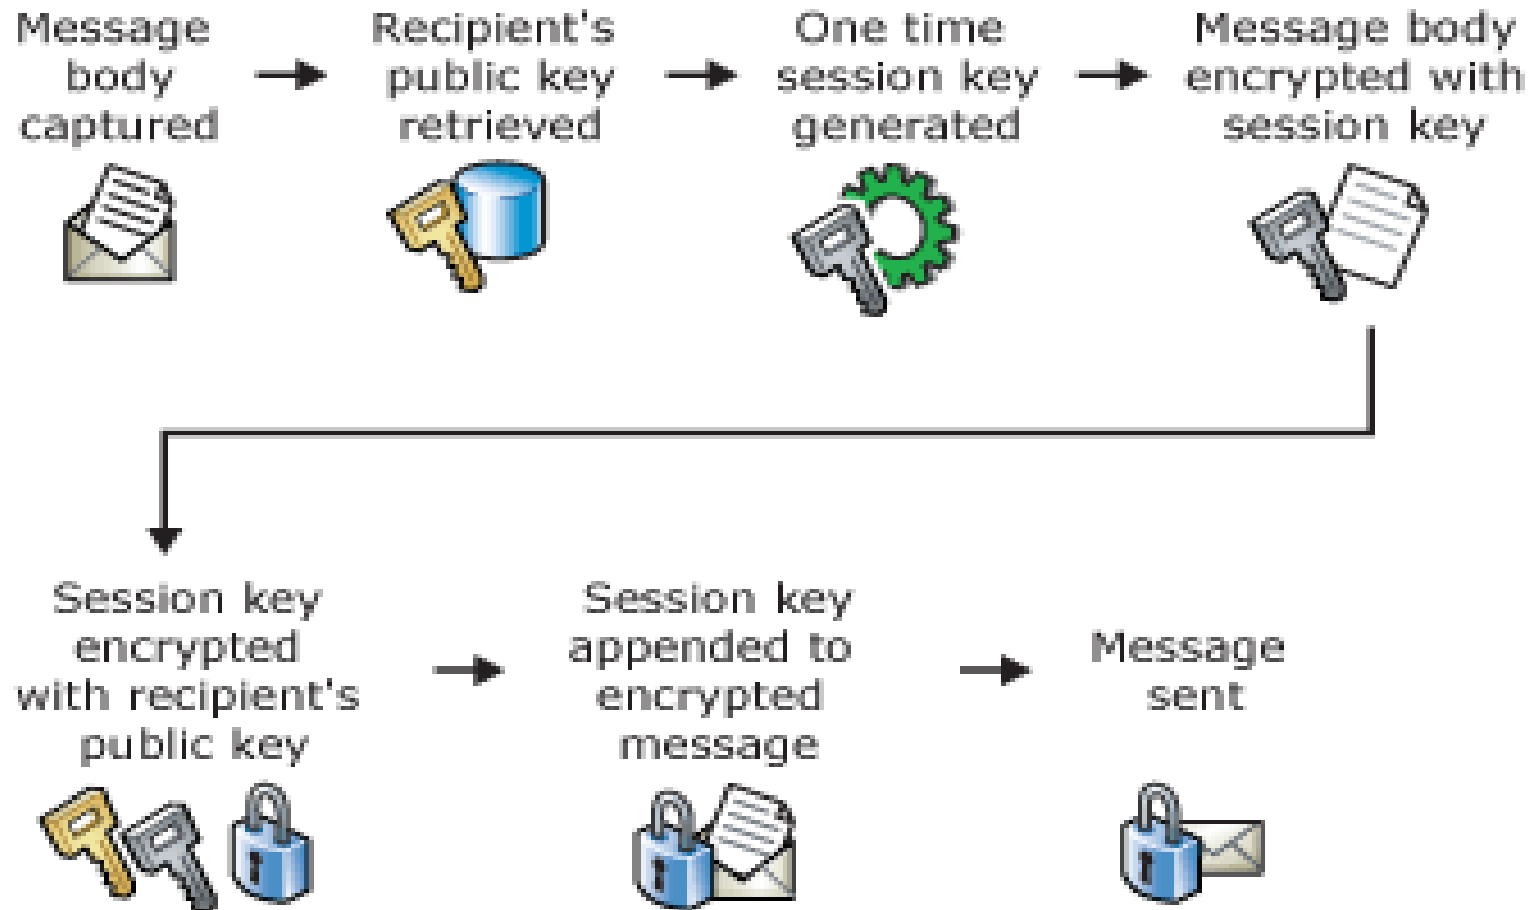 Message
body
captured
Recipient's
public key
retrieved
One time
session key
generated
Message body
encrypted with
session key
Session key
encrypted
with recipient's
public key
Session key
appended to
encrypted
message
Message
sent